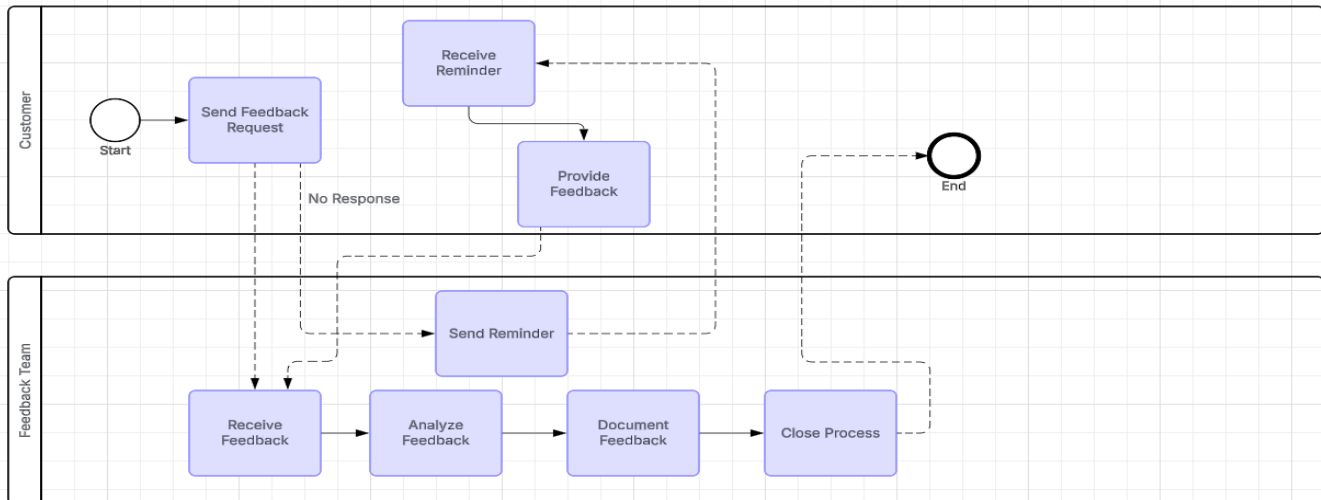 Customer
Start
Send Feedback
Request
Receive
Reminder
Provide
Feedback
No Response
End
Feedback Team
Send Reminder
Receive
Feedback
Analyze
Feedback
Document
Feedback
Close Process